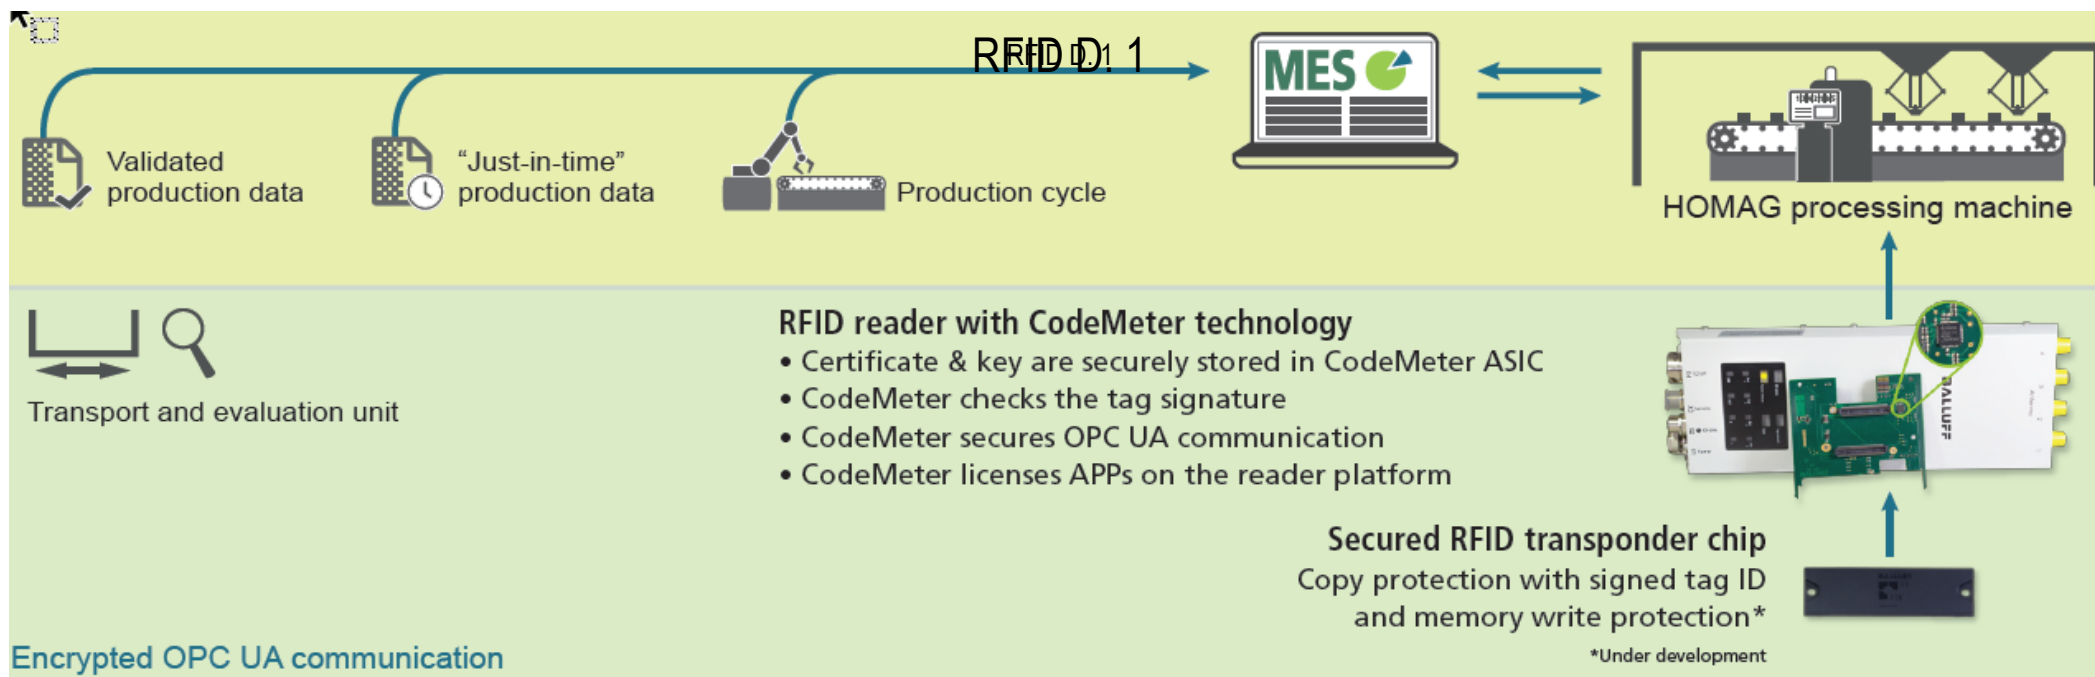 RFID D. 1
RFID D. 1
MES
Validated
production data
“Just-in-time”
production data
Production cycle
HOMAG processing machine
Transport and evaluation unit
RFID reader with CodeMeter technology
• Certificate & key are securely stored in CodeMeter ASIC
• CodeMeter checks the tag signature
• CodeMeter secures OPC UA communication
• CodeMeter licenses APPs on the reader platform
BALLUFF
Secured RFID transponder chip
Copy protection with signed tag ID
and memory write protection*
*Under development
Encrypted OPC UA communication